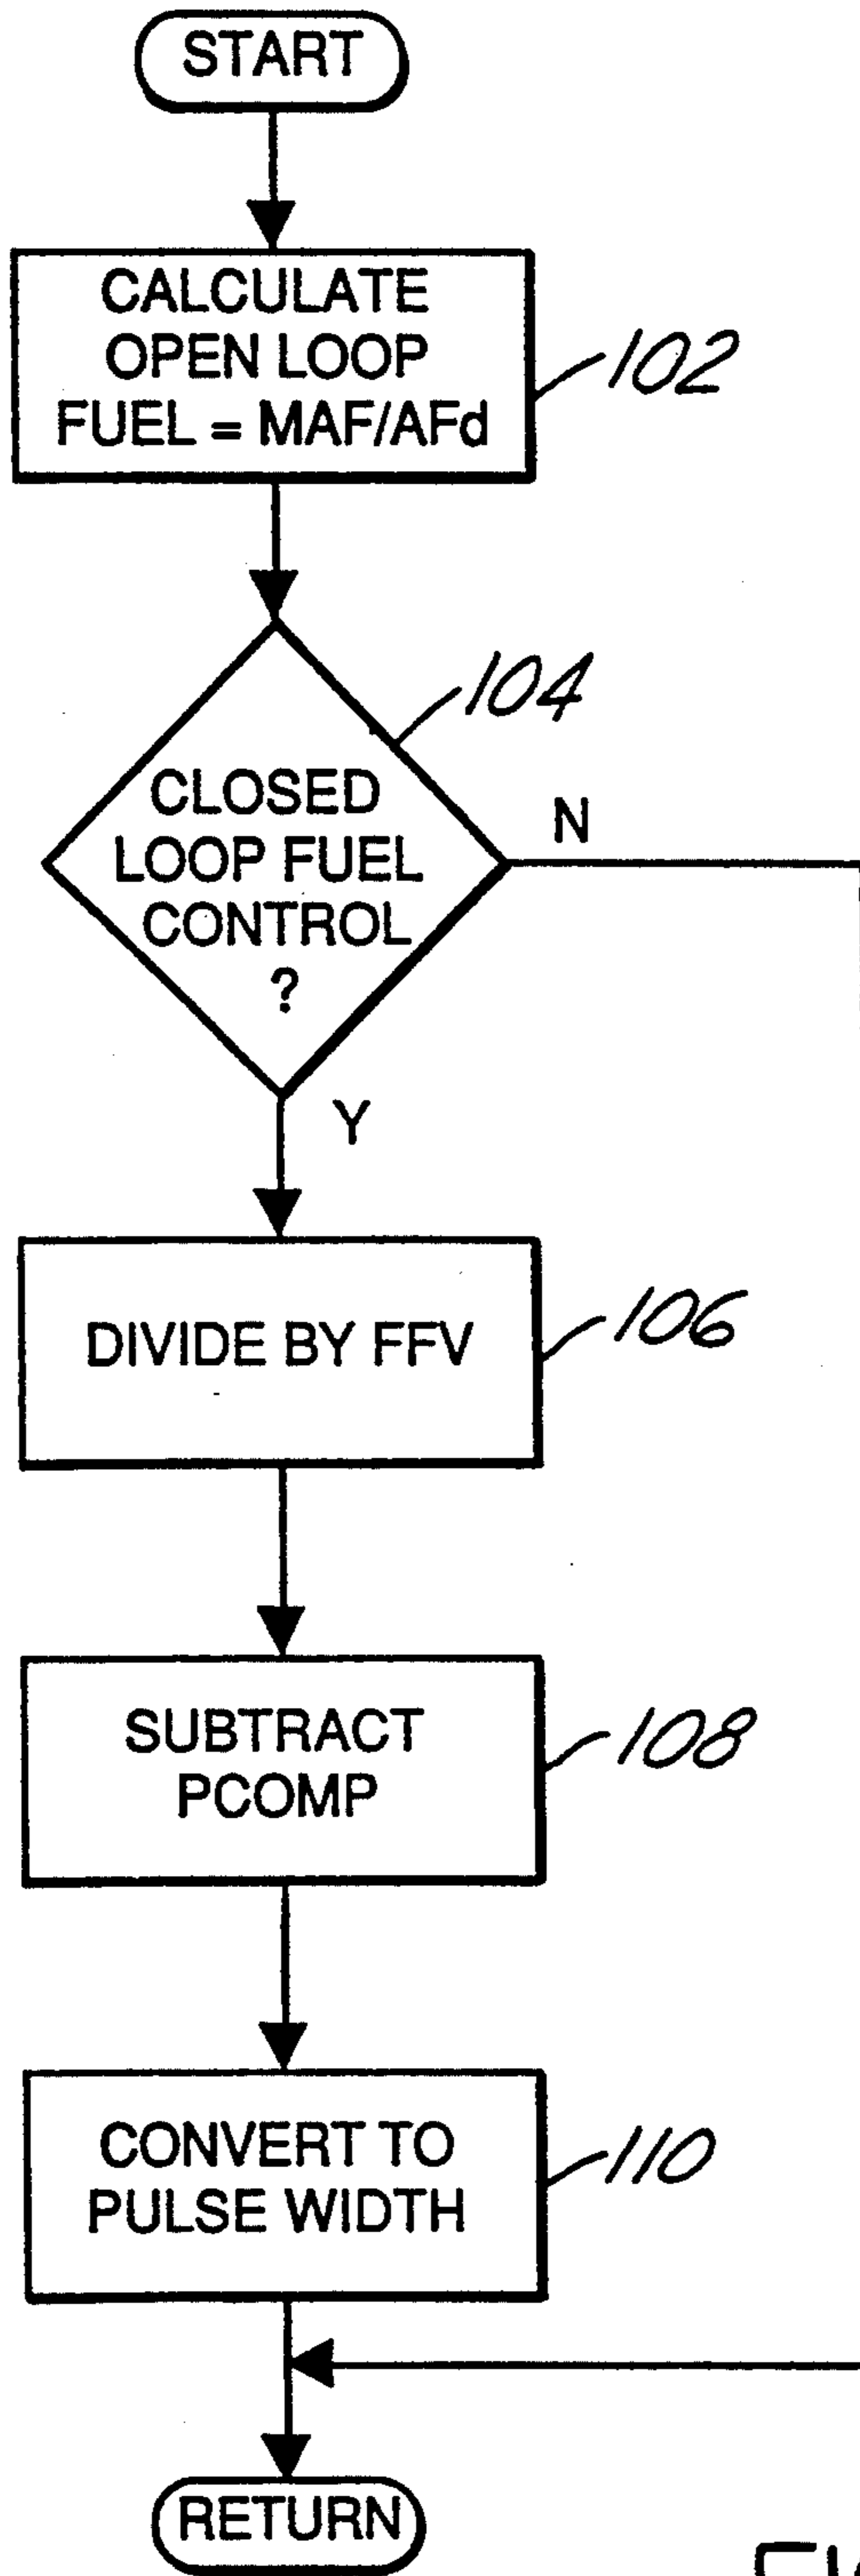 START
CALCULATE
OPEN LOOP
FUEL = MAF/AFd
102
104
CLOSED
LOOP FUEL
CONTROL
?
N
Y
DIVIDE BY FFV
106
SUBTRACT
PCOMP
108
CONVERT TO
PULSE WIDTH
110
RETURN